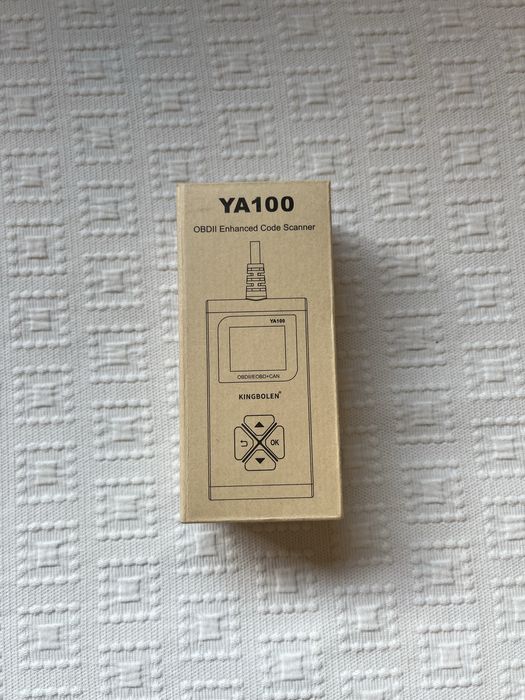 YA100
OBDII Enhanced Code Scanner
YA100
OBDII/EOBD+CAN
KINGBOLEN®
OK